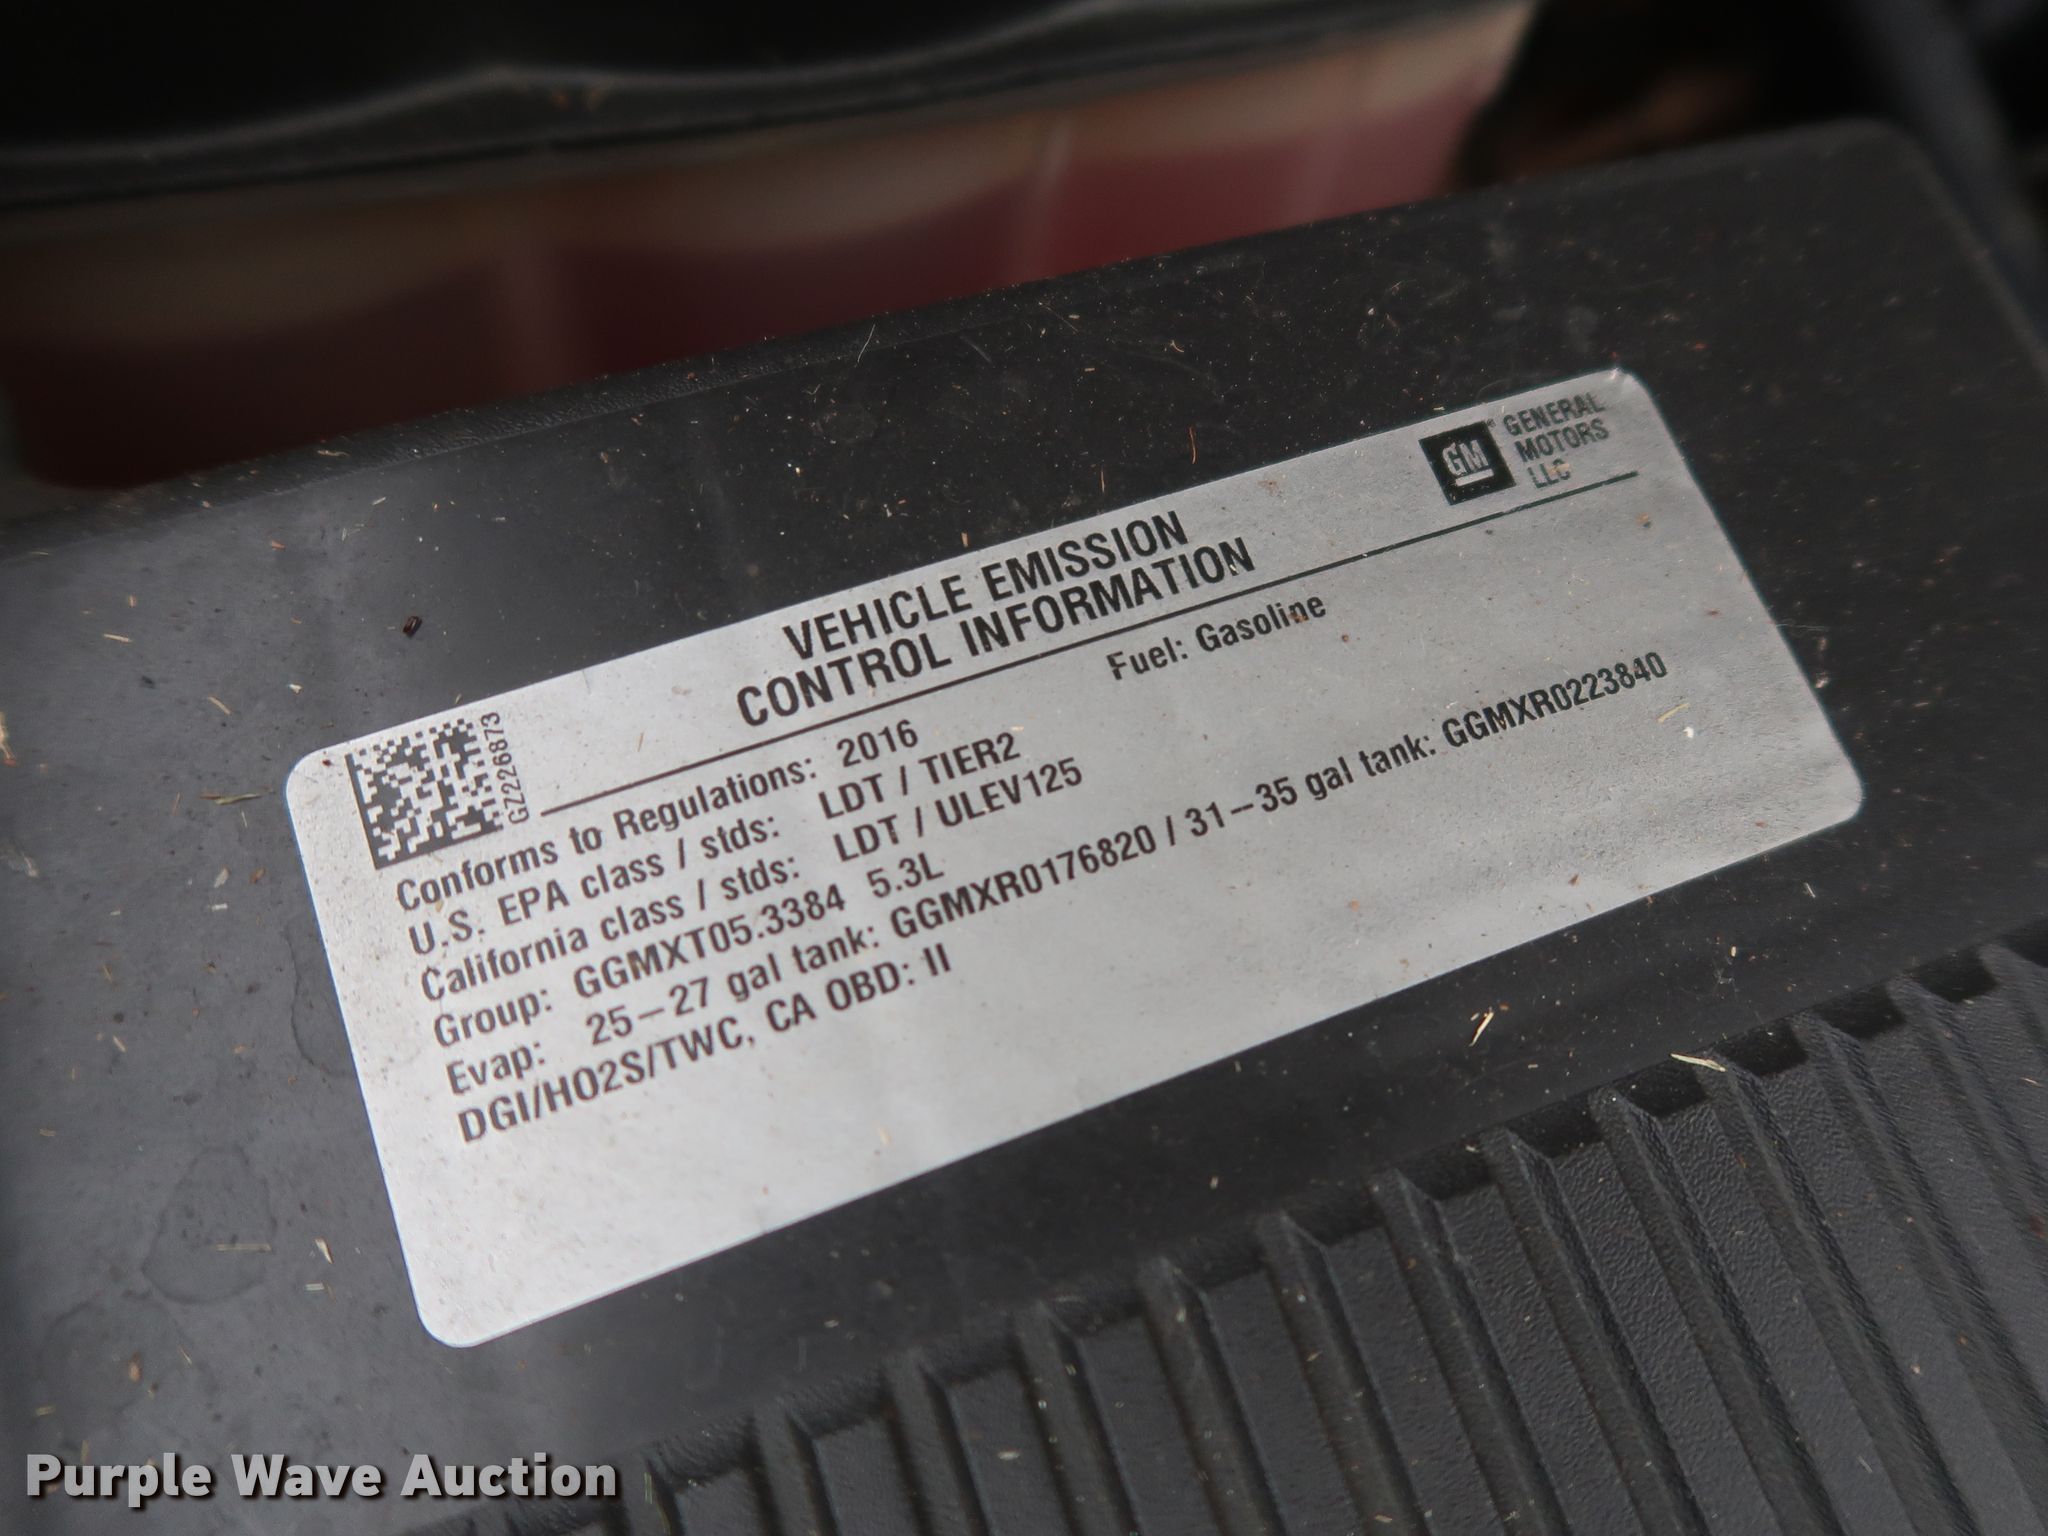 GM
GENERAL
MOTORS
LLC
VEHICLE EMISSION
CONTROL INFORMATION
GZ226873
Conforms to Regulations: 2016 Fuel: Gasoline
U.S. EPA class / stds: LDT / TIER2
California class / stds: LDT / ULEV125
Group: GGMXT05.3384 5.3L
Evap: 25-27 gal tank: GGMXR0176820 / 31-35 gal tank: GGMXR0223840
DGI/HO2S/TWC, CA OBD: II
Purple Wave Auction